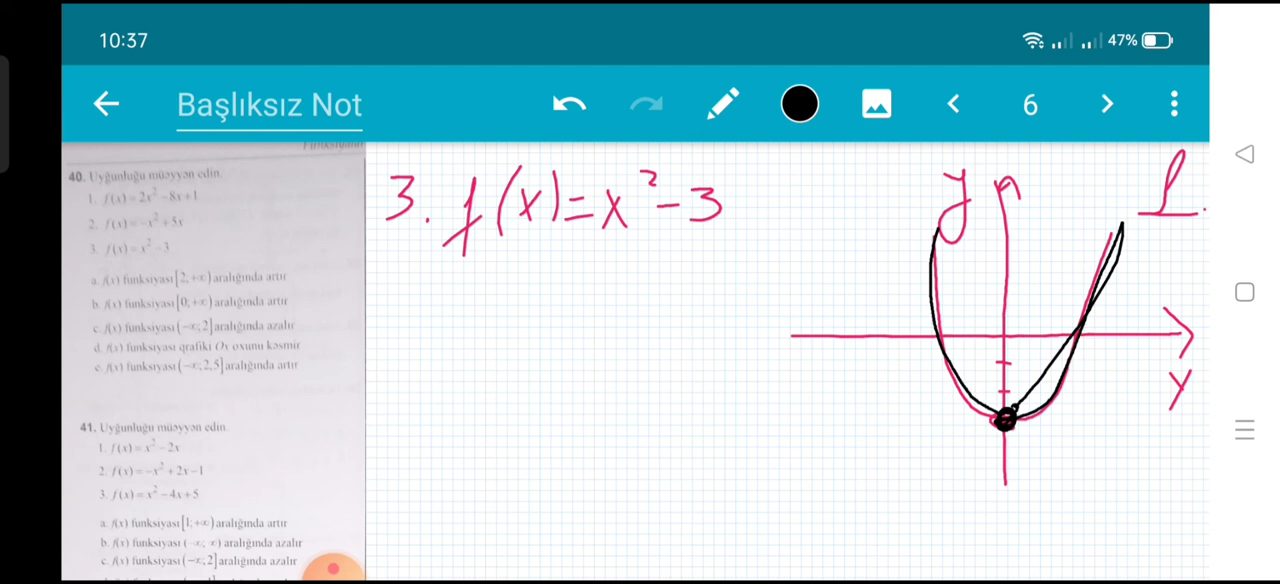 10:37
47%
Başlıksız Not
6
40. Uyğunluğu müəyyən edin.
1. f(x)=2x²-8x+1
2. f(x)=-x²+5x
3. f(x)=x²-3
a. f(x) funksiyası [2;+∞) aralığında artır
b. f(x) funksiyası [0;+∞) aralığında artır
c. f(x) funksiyası (-∞;2] aralığında azalır
d. f(x) funksiyası qrafiki Ox oxunu kəsmir
e. f(x) funksiyası (-∞;2,5] aralığında artır
41. Uyğunluğu müəyyən edin.
1. f(x)=x²-2x
2. f(x)=-x²+2x-1
3. f(x)=x²-4x+5
a. f(x) funksiyası [1;+∞) aralığında artır
b. f(x) funksiyası (-∞; ∞) aralığında azalır
c. f(x) funksiyası (-∞;2] aralığında azalır
3. f(x)=x²-3
y
x